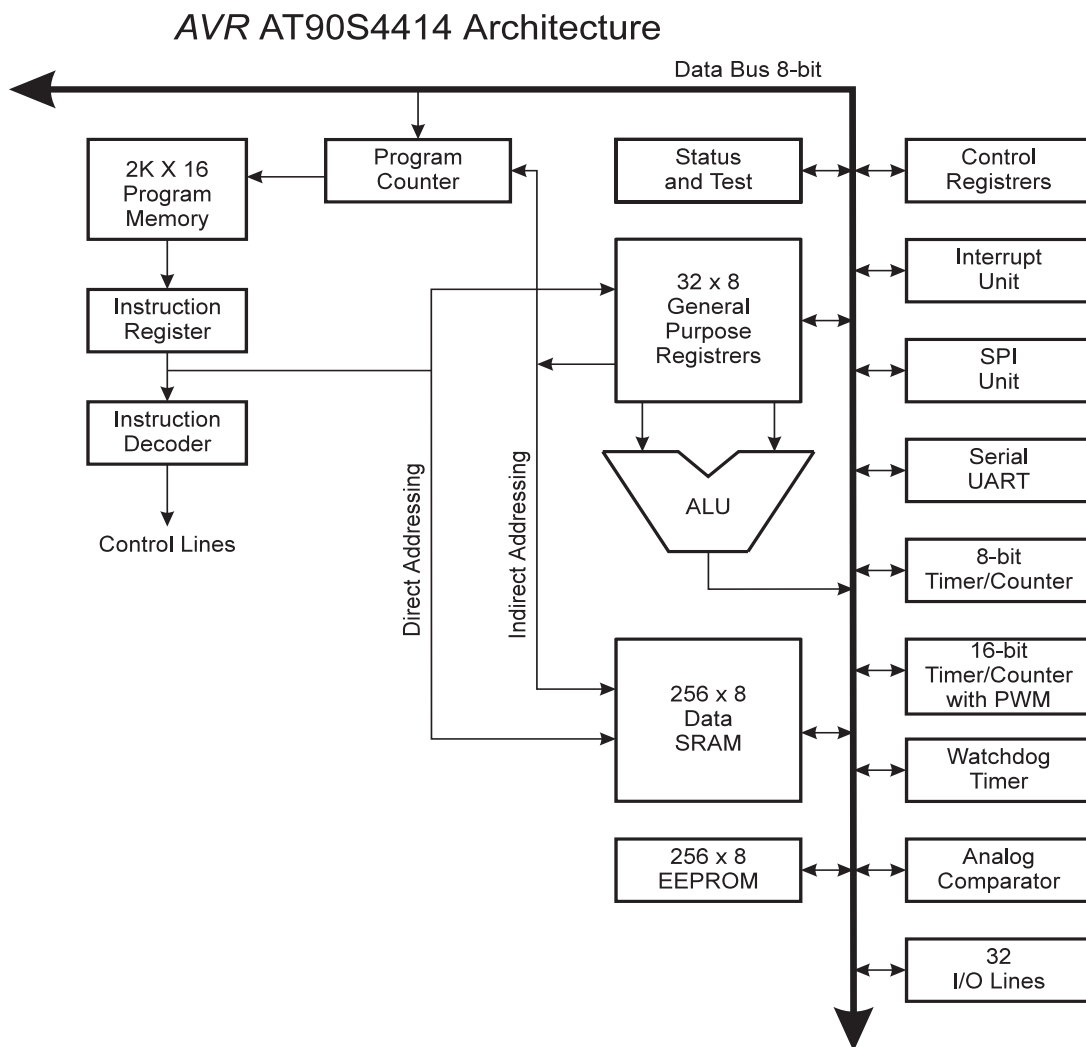 AVR AT90S4414 Architecture
Data Bus 8-bit
2K X 16
Program
Memory
Program
Counter
Status
and Test
Control
Registrers
Instruction
Register
32 x 8
General
Purpose
Registrers
Interrupt
Unit
SPI
Unit
Instruction
Decoder
Control Lines
Direct Addressing
Indirect Addressing
ALU
Serial
UART
8-bit
Timer/Counter
256 x 8
Data
SRAM
16-bit
Timer/Counter
with PWM
Watchdog
Timer
256 x 8
EEPROM
Analog
Comparator
32
I/O Lines